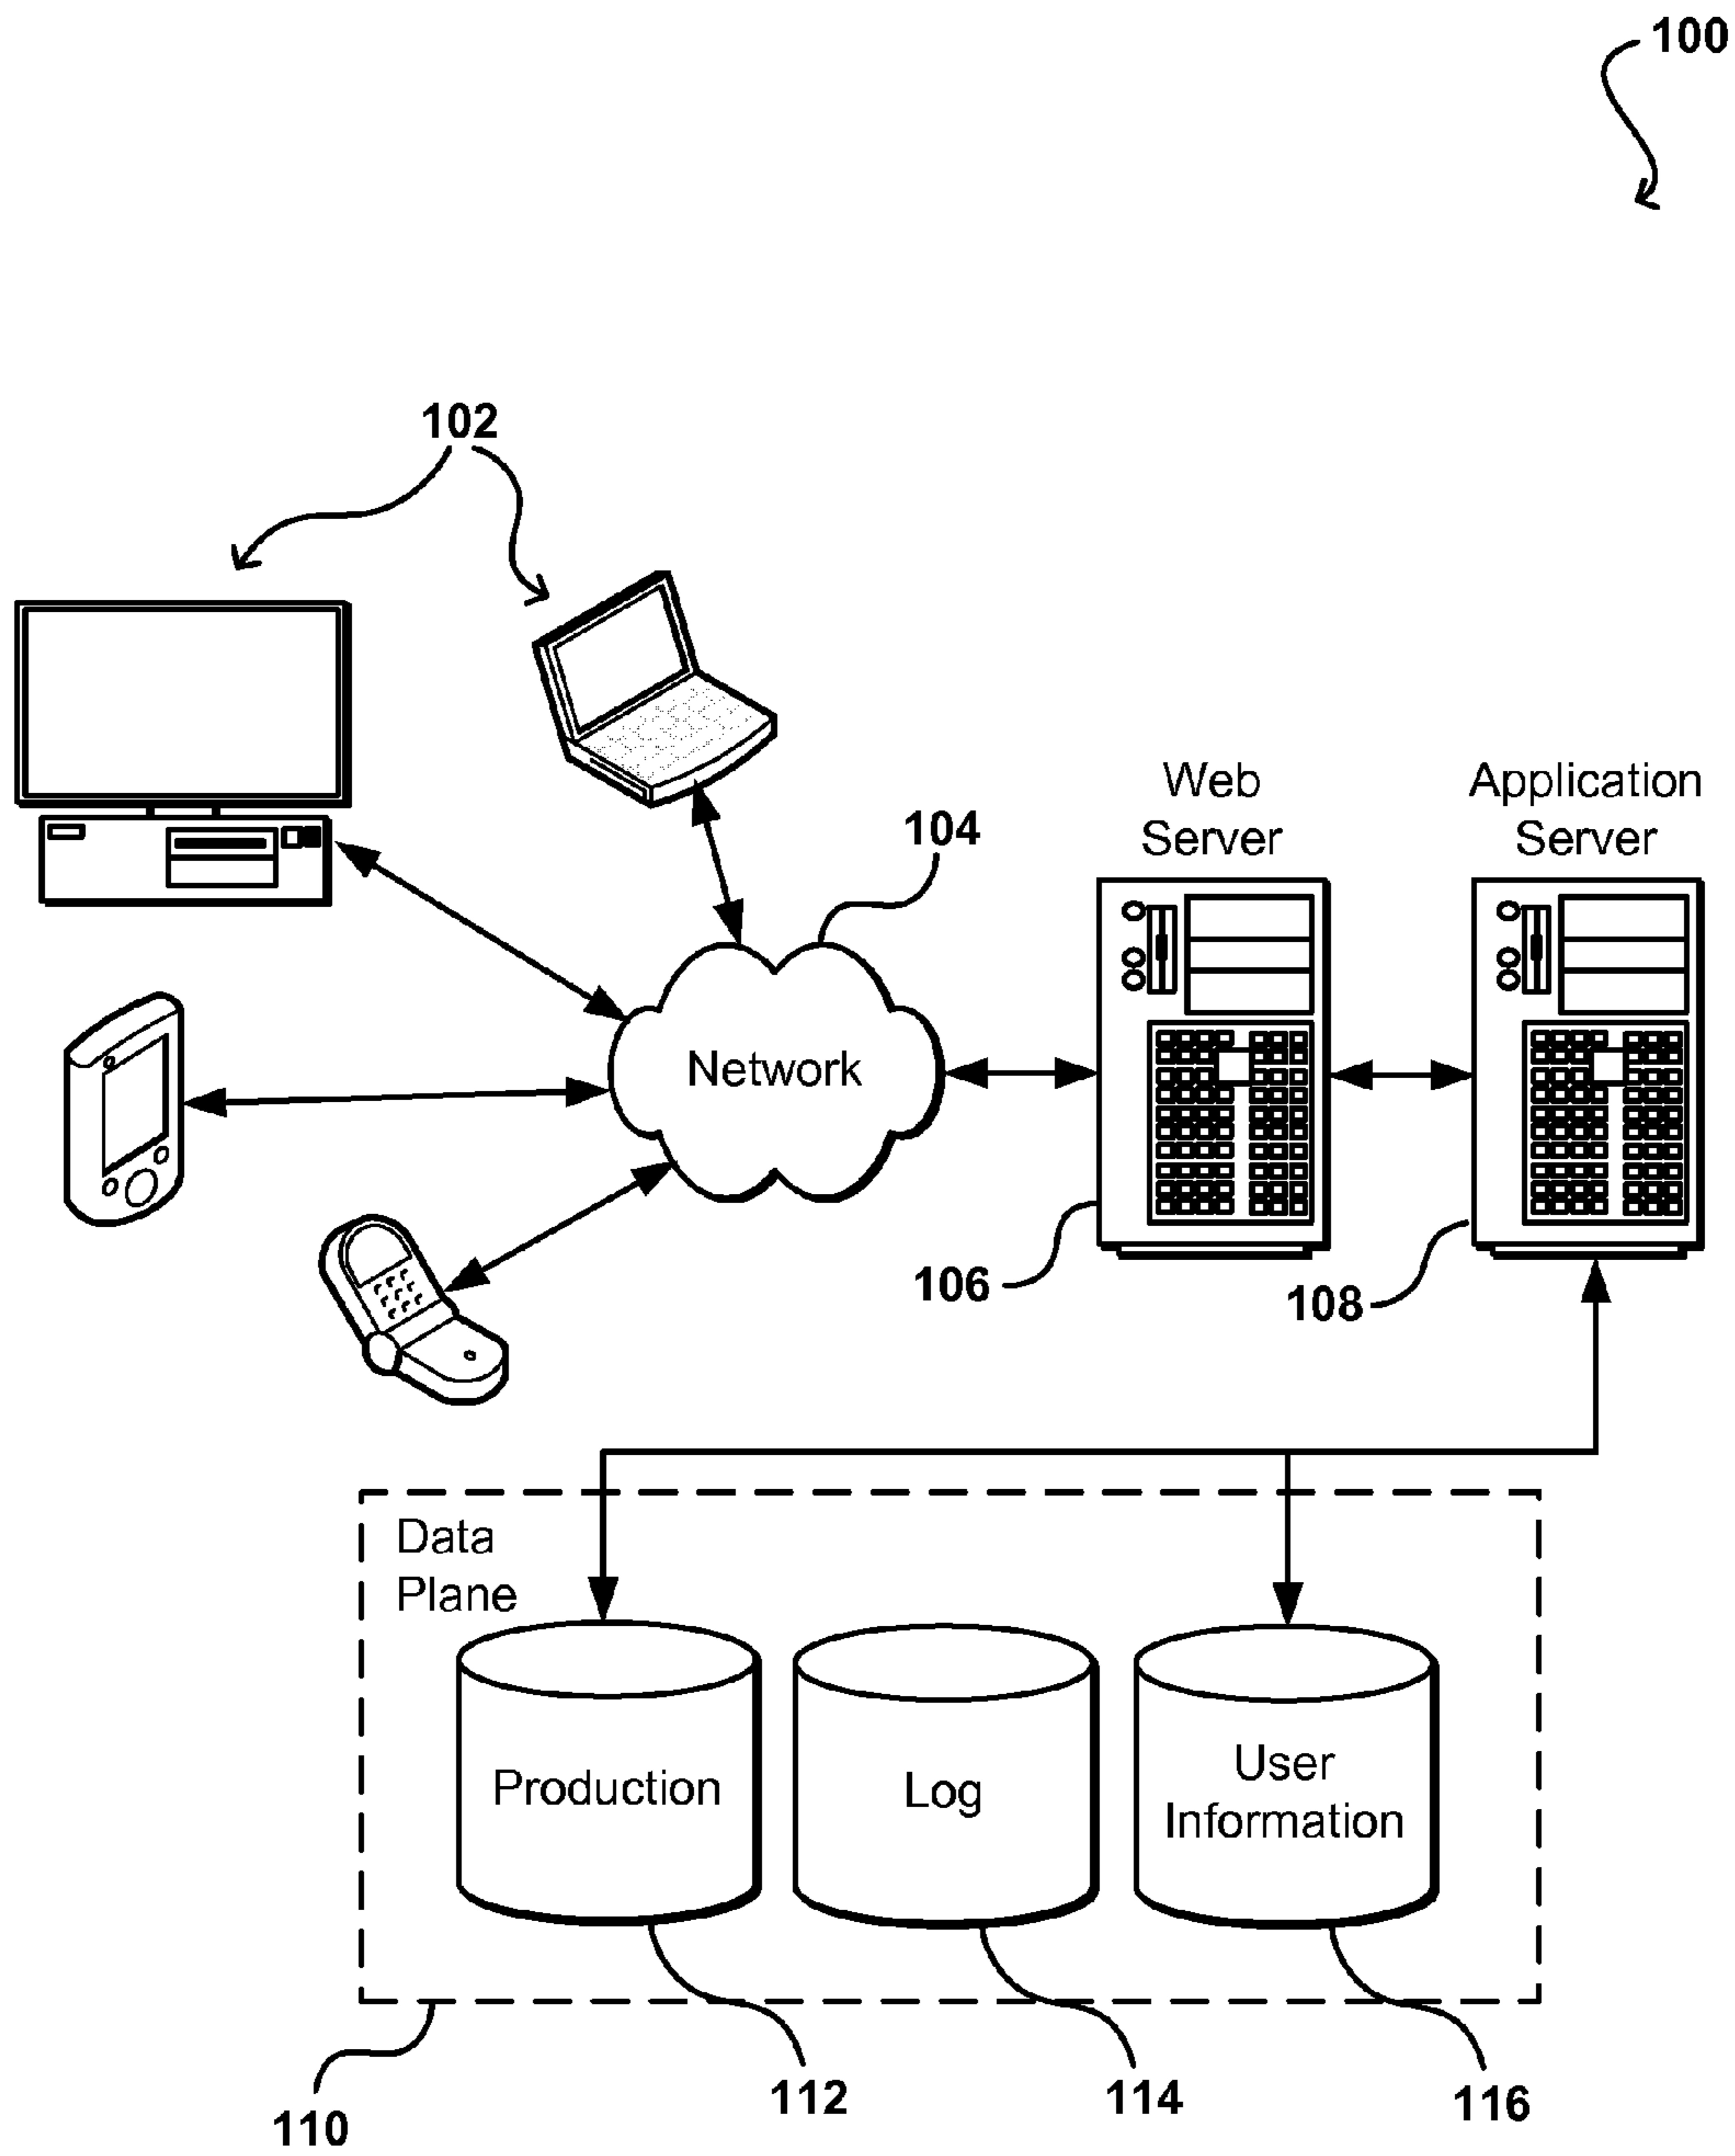 100
102
Web
Server
Application
Server
104
Network
106
108
Data
Plane
Production
Log
User
Information
110
112
114
116